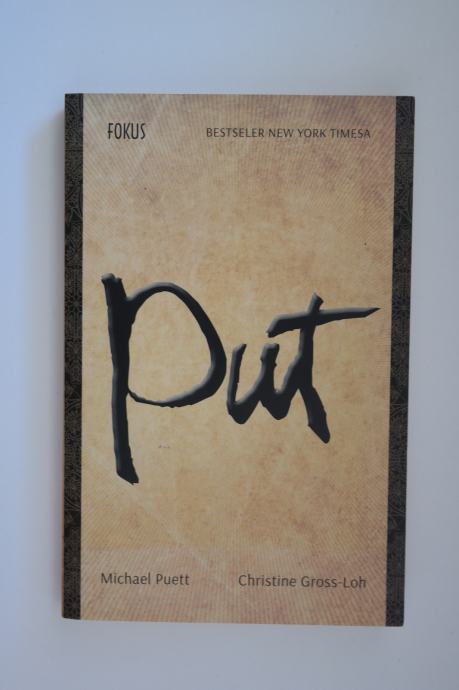 FOKUS BESTSELER NEW YORK TIMESA
Put
Michael Puett Christine Gross-Loh